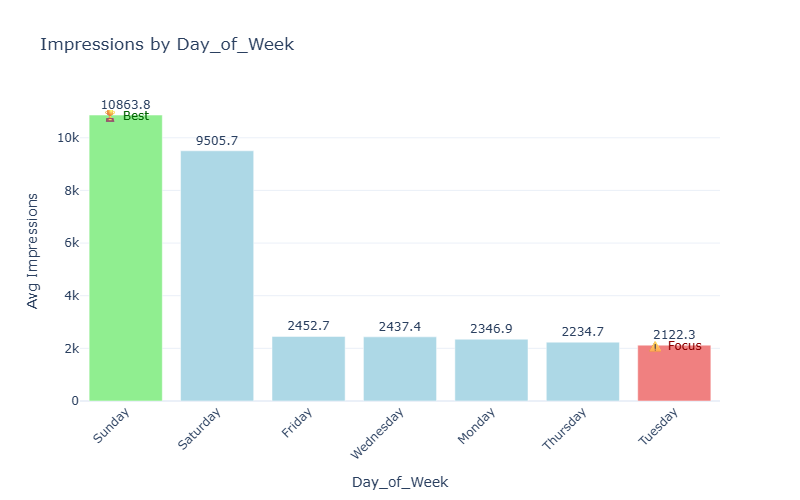 Impressions by Day_of_Week
10863.8
🏆 Best
9505.7
2452.7
2437.4
2346.9
2234.7
2122.3
⚠️ Focus
10k
8k
6k
4k
2k
0
Avg Impressions
Sunday
Saturday
Friday
Wednesday
Monday
Thursday
Tuesday
Day_of_Week